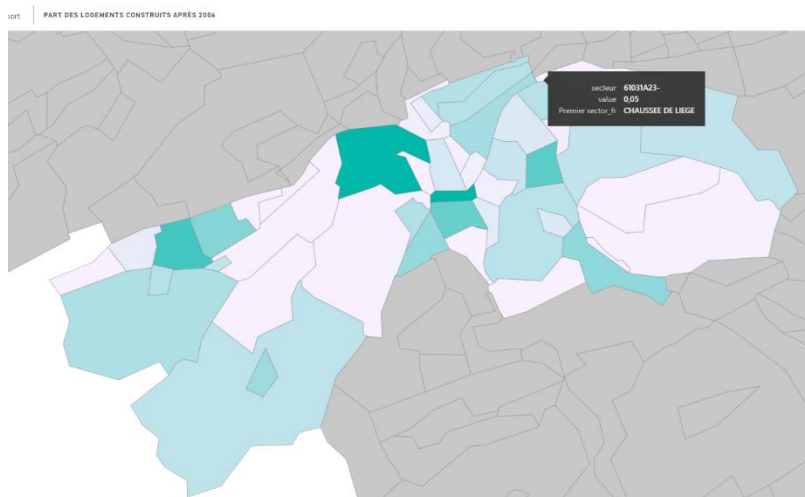 PART DES LOGEMENTS CONSTRUITS APRÈS 2006
secteur 61031A23-
value 0,05
Premier sector_fr CHAUSSEE DE LIEGE